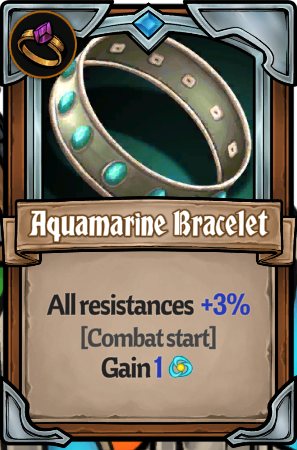 Aquamarine Bracelet
All resistances +3%
[Combat start]
Gain 1